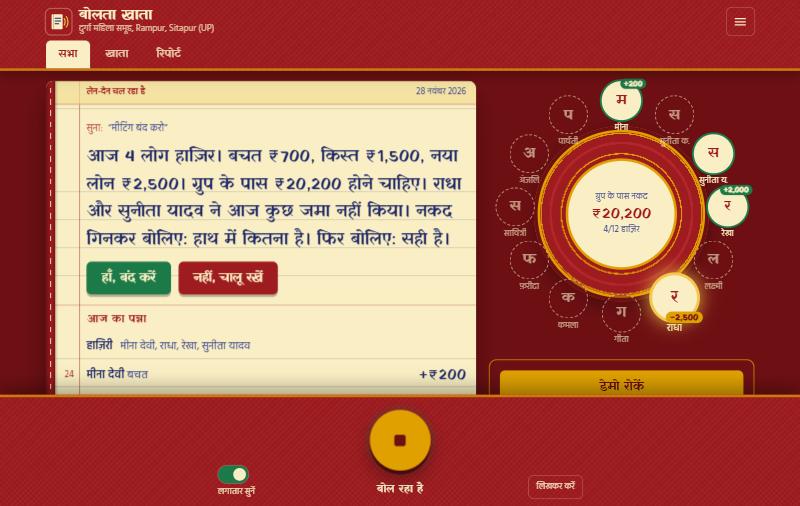 बोलता खाता
दुर्गा महिला समूह, Rampur, Sitapur (UP)
सभा
खाता
रिपोर्ट
लेन-देन चल रहा है
28 नवंबर 2026
सुना: “मीटिंग बंद करो”
आज 4 लोग हाज़िर। बचत ₹700, किस्त ₹1,500, नया
लोन ₹2,500। ग्रुप के पास ₹20,200 होने चाहिए। राधा
और सुनीता यादव ने आज कुछ जमा नहीं किया। नकद
गिनकर बोलिए: हाथ में कितना है। फिर बोलिए: सही है।
हाँ, बंद करें
नहीं, चालू रखें
आज का पन्ना
हाज़िरी मीना देवी, राधा, रेखा, सुनीता यादव
24 मीना देवी बचत +₹200
म
+200
मीना
स
सुनीता क.
स
सुनीता य.
र
+2,000
रेखा
ल
लक्ष्मी
र
−2,500
राधा
ग
गीता
क
कमला
फ
फ़रीदा
स
सावित्री
अ
अंजलि
प
पार्वती
ग्रुप के पास नकद
₹20,200
4/12 हाज़िर
डेमो रोकें
लगातार सुनें
बोल रहा है
लिखकर करें